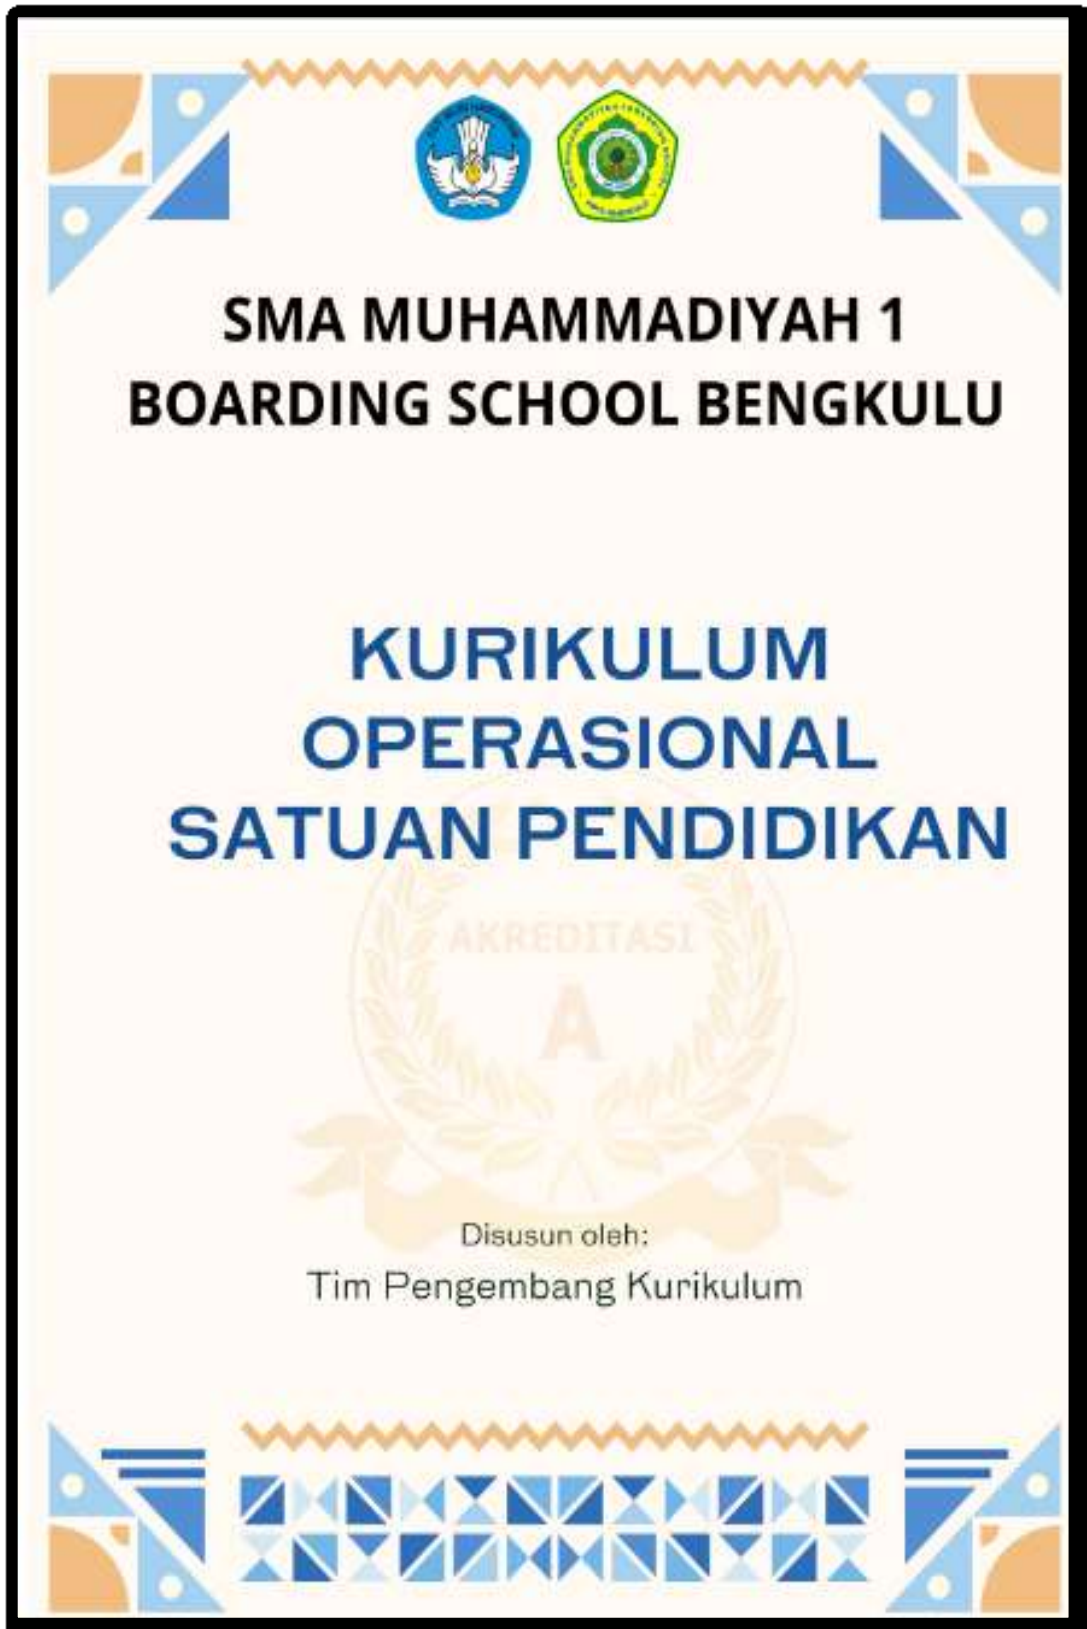 SMA MUHAMMADIYAH 1
BOARDING SCHOOL BENGKULU
KURIKULUM
OPERASIONAL
SATUAN PENDIDIKAN
AKREDITASI
A
Disusun oleh:
Tim Pengembang Kurikulum